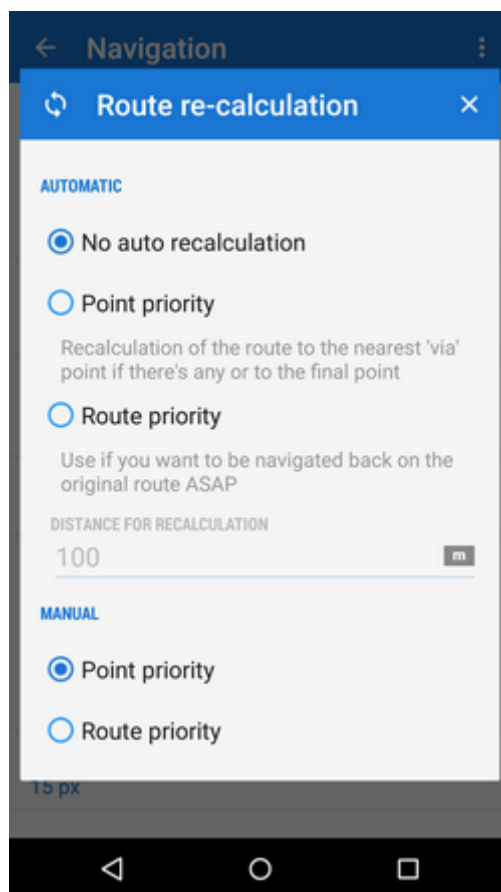 Navigation
Route re-calculation
AUTOMATIC
No auto recalculation
Point priority
Recalculation of the route to the nearest 'via'
point if there's any or to the final point
Route priority
Use if you want to be navigated back on the
original route ASAP
DISTANCE FOR RECALCULATION
100 m
MANUAL
Point priority
Route priority
15 px